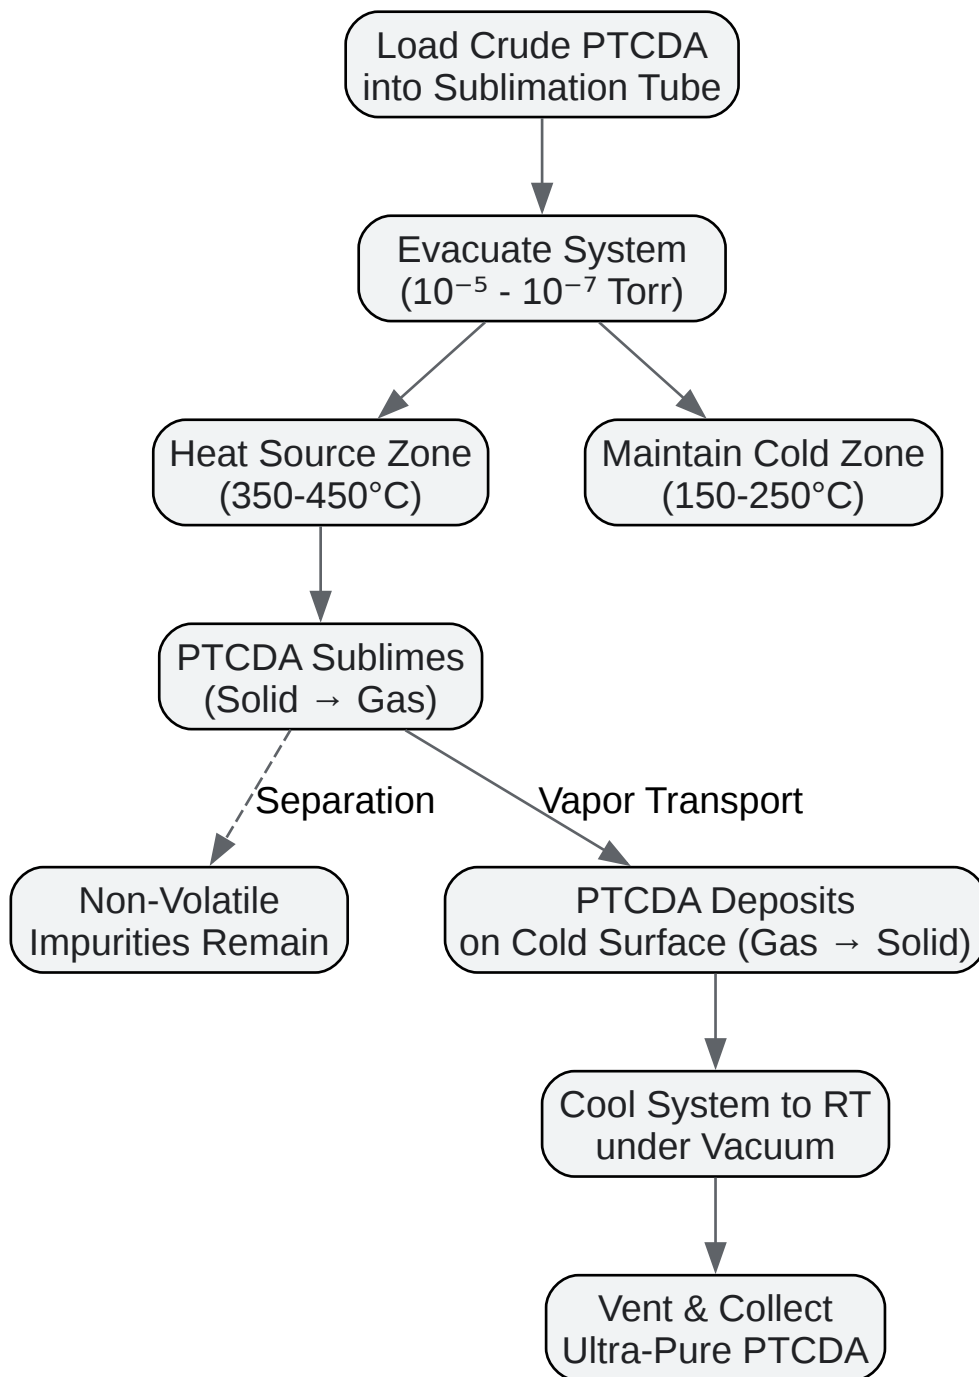 Load Crude PTCDA
into Sublimation Tube
Evacuate System
(10⁻⁵ - 10⁻⁷ Torr)
Heat Source Zone
(350-450°C)
Maintain Cold Zone
(150-250°C)
PTCDA Sublimes
(Solid → Gas)
Separation
Vapor Transport
Non-Volatile
Impurities Remain
PTCDA Deposits
on Cold Surface (Gas → Solid)
Cool System to RT
under Vacuum
Vent & Collect
Ultra-Pure PTCDA